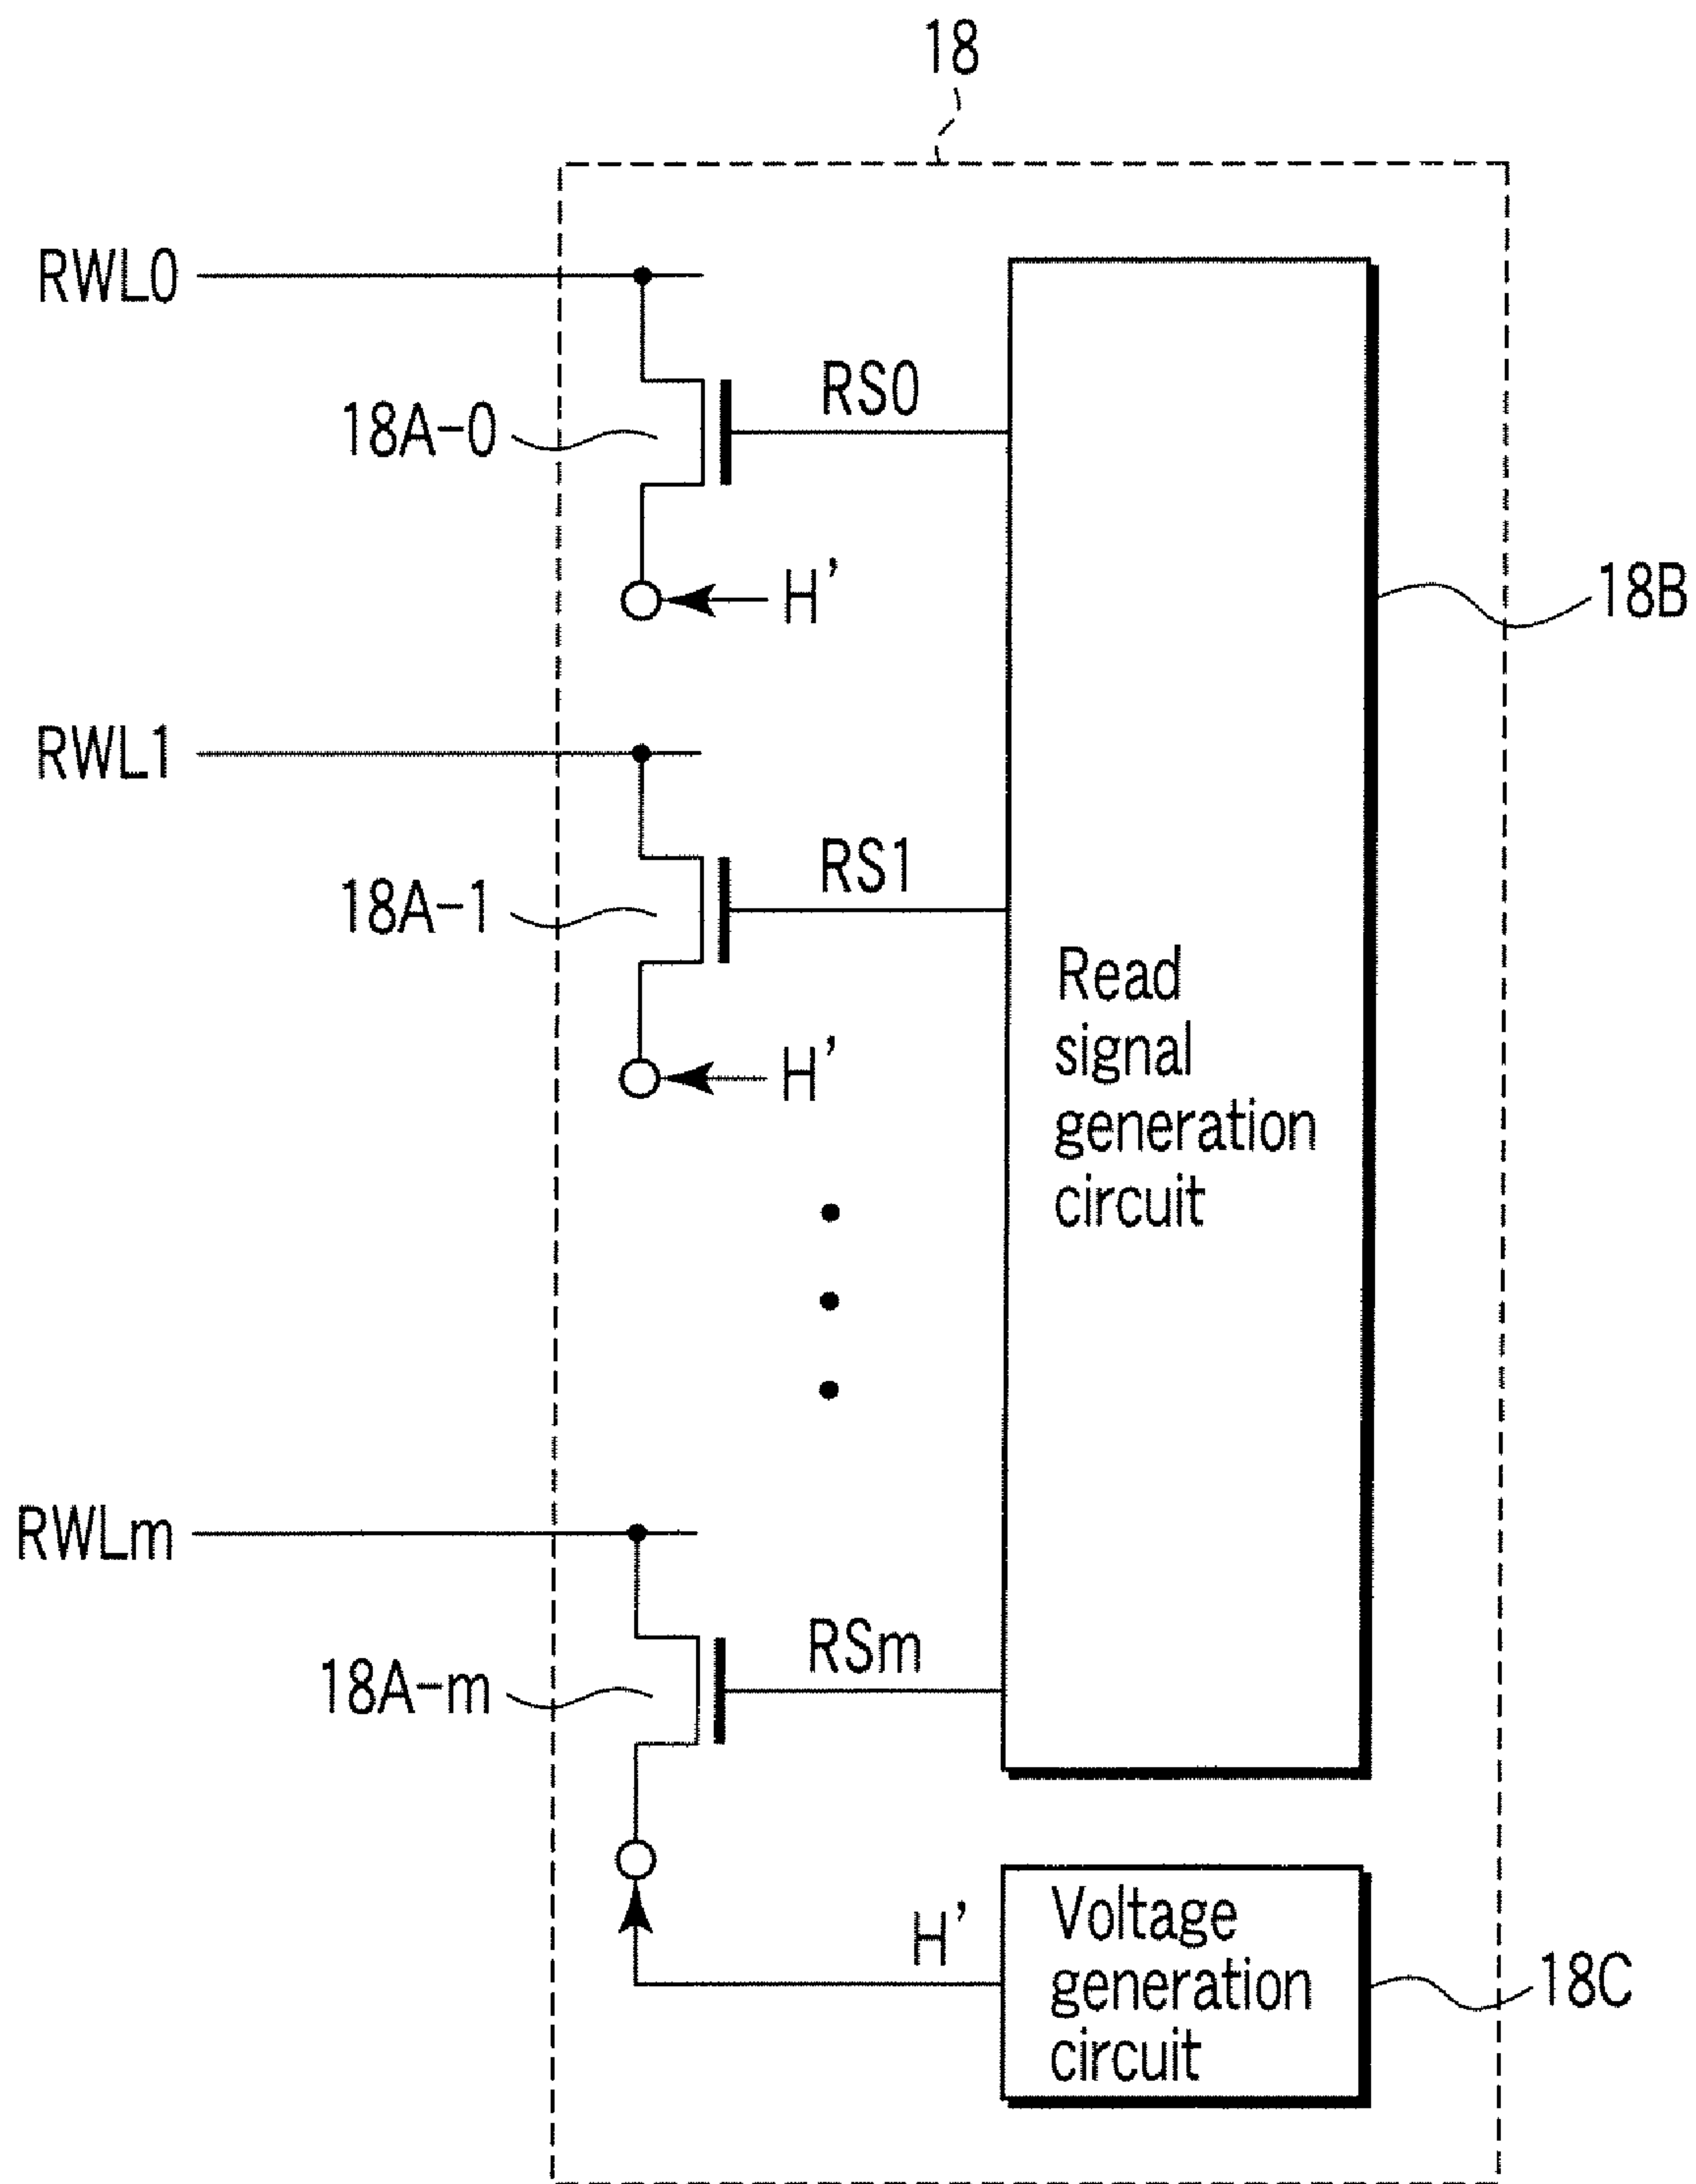 18
RWL0
RS0
18A-0
H'
18B
RWL1
RS1
18A-1
H'
Read
signal
generation
circuit
RWLm
RSm
18A-m
H'
Voltage
generation
circuit
18C